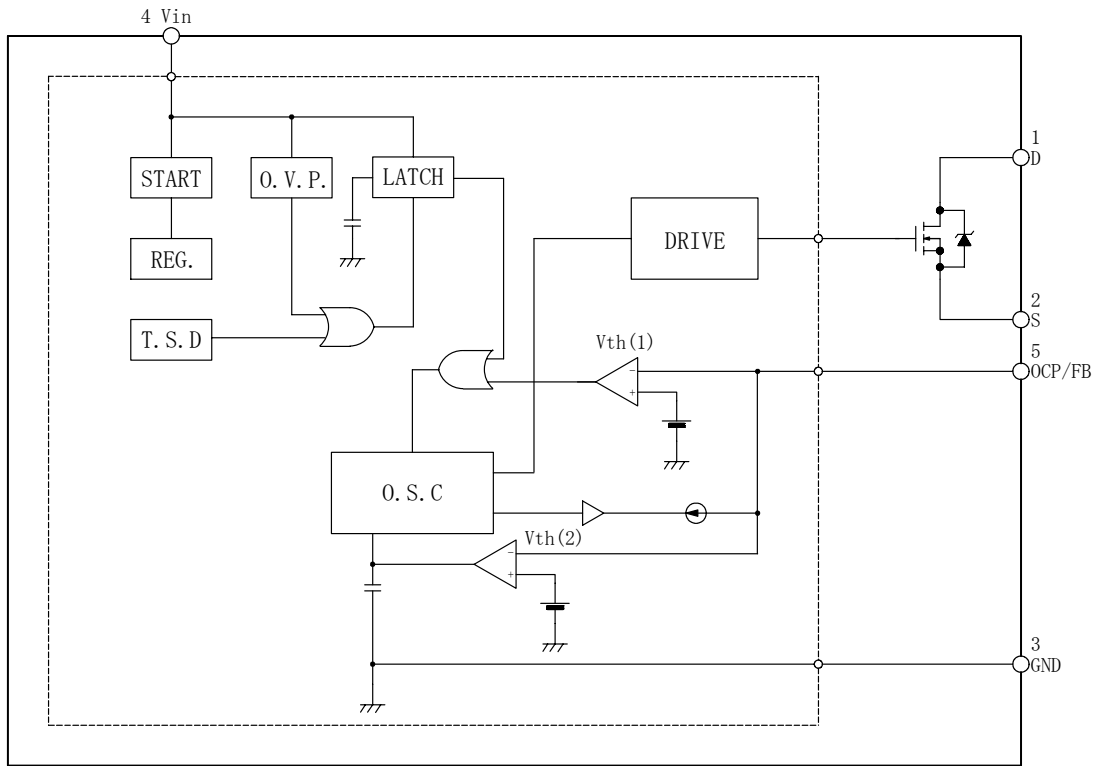 4 Vin
1
D
START
O.V.P.
LATCH
DRIVE
REG.
2
S
T.S.D
Vth(1)
5
OCP/FB
-
+
O.S.C
Vth(2)
-
+
3
GND